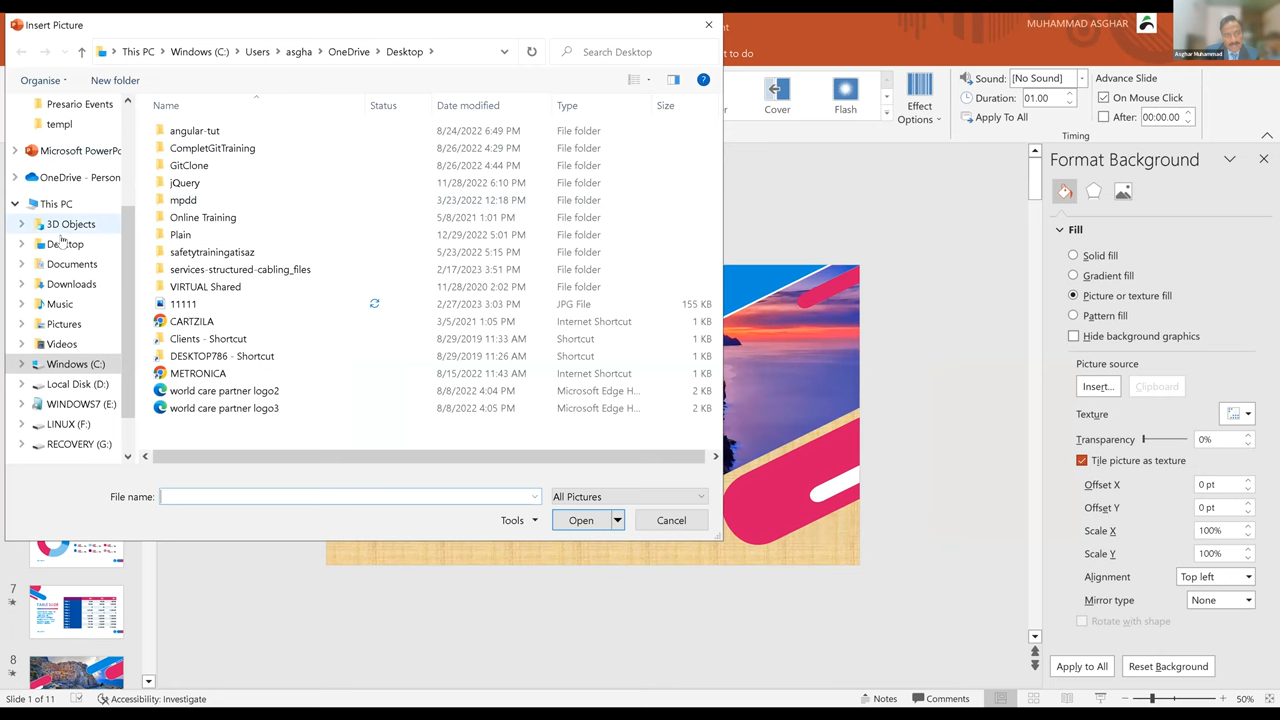 Insert Picture
MUHAMMAD ASGHAR
Asghar Muhammad
This PC > Windows (C:) > Users > asgha > OneDrive > Desktop >
Search Desktop
to do
Organise
New folder
Cover
Flash
Effect
Options
Sound: [No Sound]
Duration: 01.00
Apply To All
Advance Slide
On Mouse Click
After: 00:00.00
Timing
Presario Events
templ
Microsoft PowerPo
OneDrive - Person
This PC
3D Objects
Desktop
Documents
Downloads
Music
Pictures
Videos
Windows (C:)
Local Disk (D:)
WINDOWS7 (E:)
LINUX (F:)
RECOVERY (G:)
Name Status Date modified Type Size
angular-tut 8/24/2022 6:49 PM File folder
CompletGitTraining 8/26/2022 4:29 PM File folder
GitClone 8/26/2022 4:44 PM File folder
jQuery 11/28/2022 6:10 PM File folder
mpdd 3/23/2022 12:18 PM File folder
Online Training 5/8/2021 1:01 PM File folder
Plain 12/29/2022 5:01 PM File folder
safetytrainingatisaz 5/23/2022 5:15 PM File folder
services-structured-cabling_files 2/17/2023 3:51 PM File folder
VIRTUAL Shared 11/28/2020 2:02 PM File folder
11111 2/27/2023 3:03 PM JPG File 155 KB
CARTZILA 3/5/2021 1:05 PM Internet Shortcut 1 KB
Clients - Shortcut 8/29/2019 11:33 AM Shortcut 1 KB
DESKTOP786 - Shortcut 8/29/2019 11:26 AM Shortcut 1 KB
METRONICA 8/15/2022 11:43 AM Internet Shortcut 1 KB
world care partner logo2 8/8/2022 4:04 PM Microsoft Edge H... 2 KB
world care partner logo3 8/8/2022 4:05 PM Microsoft Edge H... 2 KB
File name:
All Pictures
Tools
Open
Cancel
Format Background
Fill
Solid fill
Gradient fill
Picture or texture fill
Pattern fill
Hide background graphics
Picture source
Insert...
Clipboard
Texture
Transparency 0%
Tile picture as texture
Offset X 0 pt
Offset Y 0 pt
Scale X 100%
Scale Y 100%
Alignment Top left
Mirror type None
Rotate with shape
Apply to All
Reset Background
7
TABLE SLIDE
8
Slide 1 of 11
Accessibility: Investigate
Notes
Comments
50%